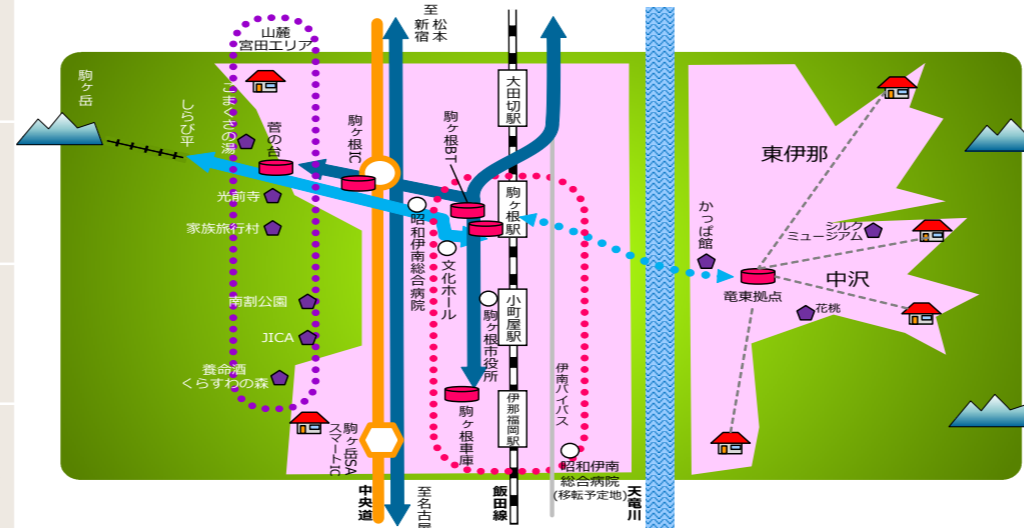 至
新宿
松本
山麓
宮田エリア
駒ヶ岳
しらび平
こまくさの湯
菅の台
駒ヶ根IC
駒ヶ根BT
大田切駅
東伊那
光前寺
家族旅行村
昭和伊南総合病院
文化ホール
駒ヶ根駅
かっぱ館
シルク
ミュージアム
中沢
竜東拠点
花桃
南割公園
JICA
養命酒
くらすわの森
小町屋駅
駒ヶ根市役所
伊南バイパス
伊那福岡駅
駒ヶ根車庫
駒ヶ岳SA
スマートIC
昭和伊南
総合病院
(移転予定地)
中央道
至名古屋
飯田線
天竜川